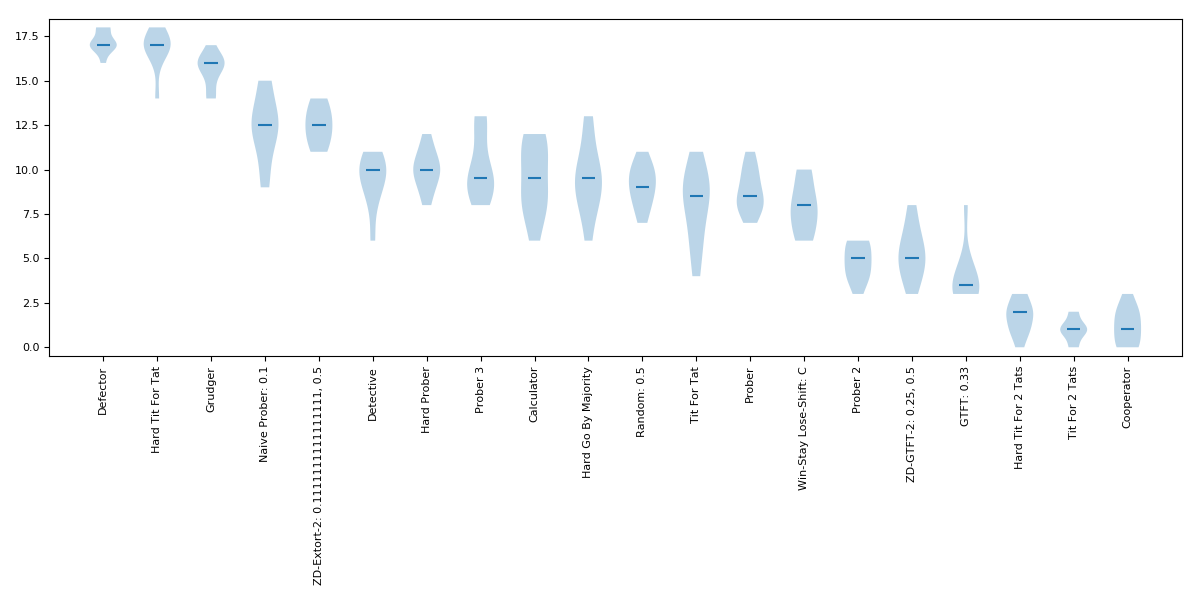 17.5
15.0
12.5
10.0
7.5
5.0
2.5
0.0
Defector
Hard Tit For Tat
Grudger
Naive Prober: 0.1
ZD-Extort-2: 0.1111111111111111, 0.5
Detective
Hard Prober
Prober 3
Calculator
Hard Go By Majority
Random: 0.5
Tit For Tat
Prober
Win-Stay Lose-Shift: C
Prober 2
ZD-GTFT-2: 0.25, 0.5
GTFT: 0.33
Hard Tit For 2 Tats
Tit For 2 Tats
Cooperator